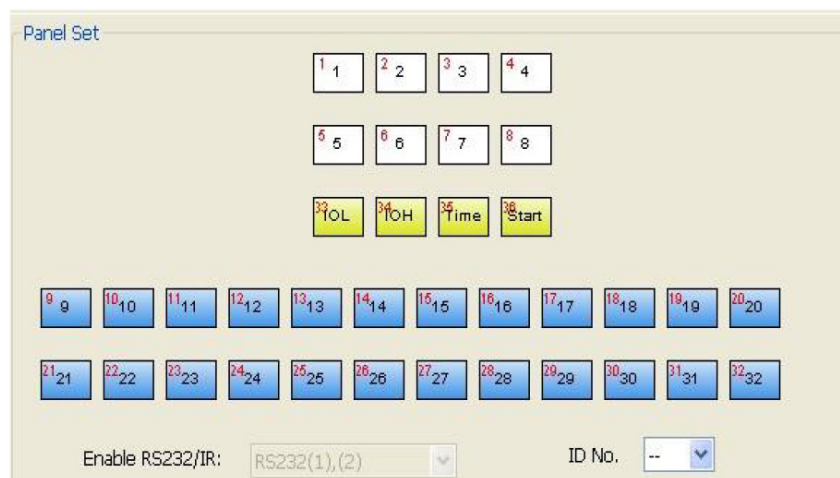 Panel Set
1 1 2 2 3 3 4 4
5 5 6 6 7 7 8 8
33 IOL 34 IOH 35 Time 36 Start
9 9 10 10 11 11 12 12 13 13 14 14 15 15 16 16 17 17 18 18 19 19 20 20
21 21 22 22 23 23 24 24 25 25 26 26 27 27 28 28 29 29 30 30 31 31 32 32
Enable RS232/IR: RS232(1),(2) ID No. --